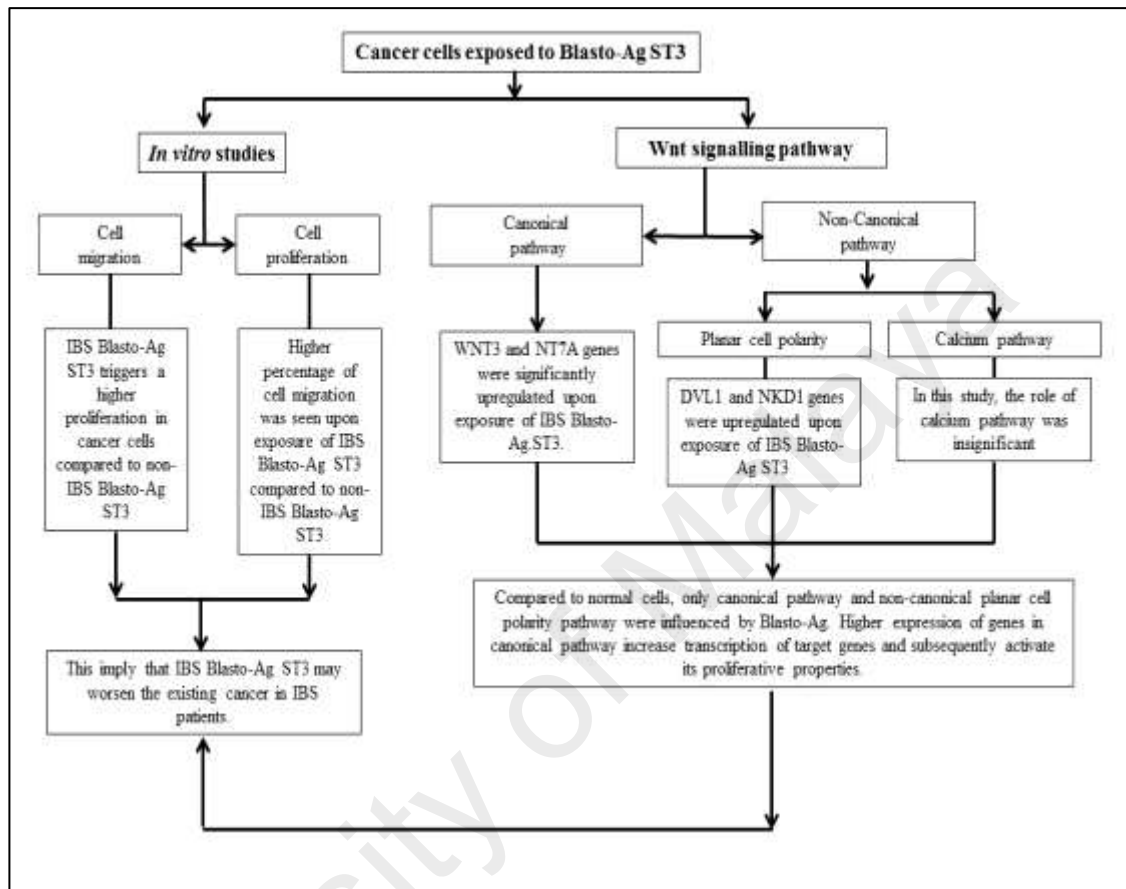 Cancer cells exposed to Blasto-Ag ST3
In vitro studies
Wnt signalling pathway
Cell
migration
Cell
proliferation
Canonical
pathway
Non-Canonical
pathway
IBS Blasto-Ag
ST3 triggers a
higher
proliferation in
cancer cells
compared to non-
IBS Blasto-Ag
ST3
Higher
percentage of
cell migration
was seen upon
exposure of IBS
Blasto-Ag ST3
compared to non-
IBS Blasto-Ag
ST3.
WNT3 and NT7A genes
were significantly
upregulated upon
exposure of IBS Blasto-
Ag.ST3.
Planar cell polarity
DVL1 and NKD1 genes
were upregulated upon
exposure of IBS Blasto-
Ag ST3
Calcium pathway
In this study, the role of
calcium pathway was
insignificant
Compared to normal cells, only canonical pathway and non-canonical planar cell
polarity pathway were influenced by Blasto-Ag. Higher expression of genes in
canonical pathway increase transcription of target genes and subsequently activate
its proliferative properties.
This imply that IBS Blasto-Ag ST3 may
worsen the existing cancer in IBS
patients.
sity of Malaya